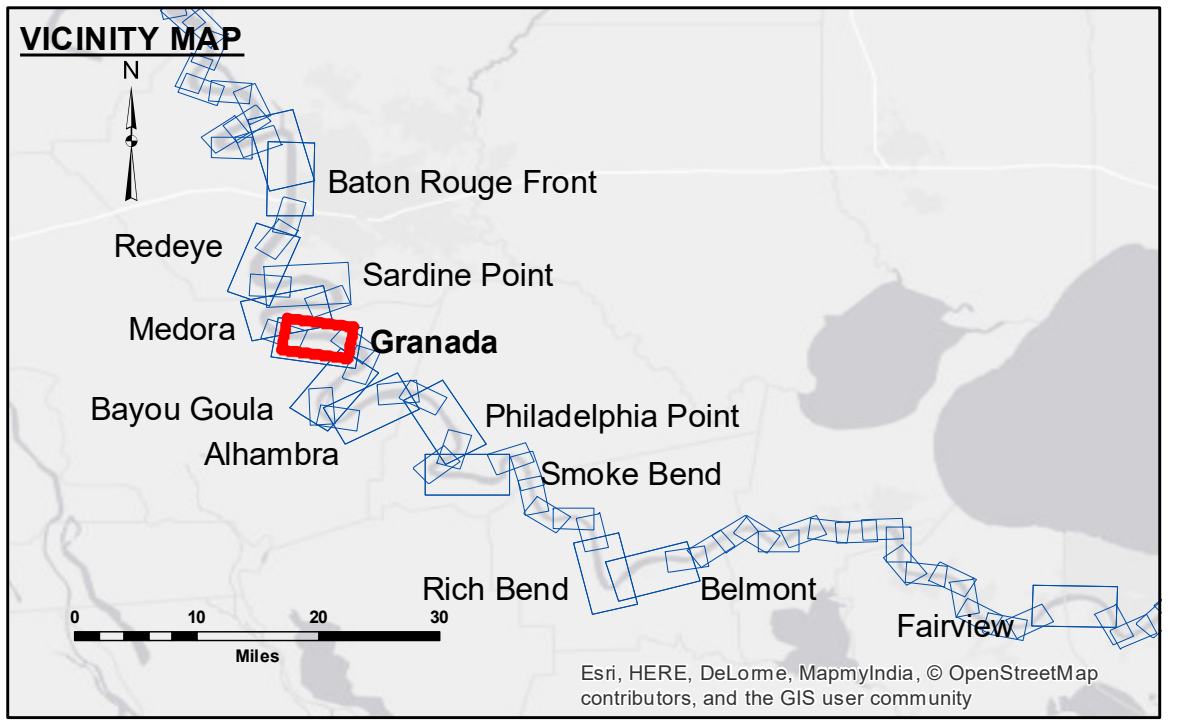 VICINITY MAP
N
Baton Rouge Front
Redeye
Sardine Point
Medora
Granada
Bayou Goula
Philadelphia Point
Alhambra
Smoke Bend
Rich Bend
Belmont
Fairview
0 10 20 30
Miles
Esri, HERE, DeLorme, MapmyIndia, © OpenStreetMap
contributors, and the GIS user community